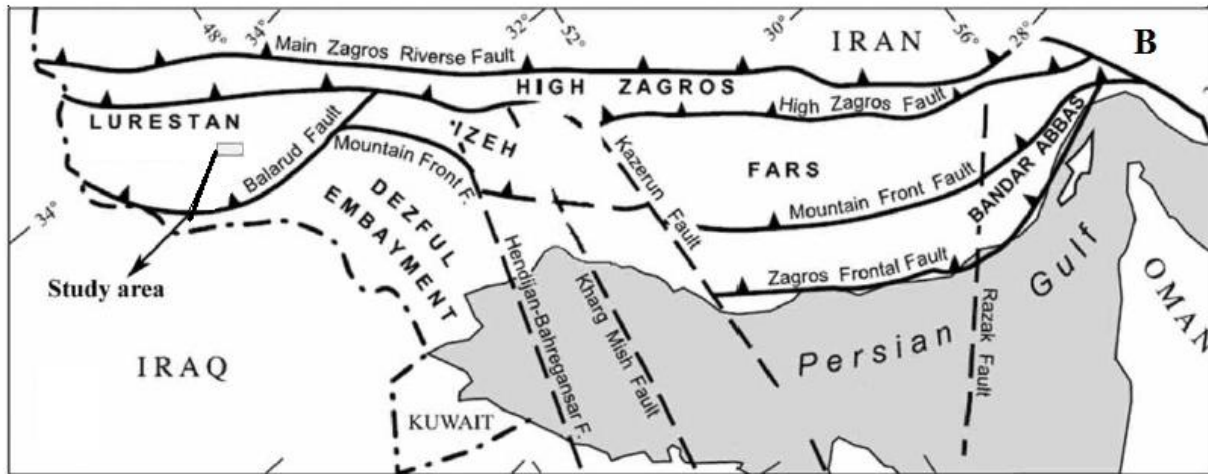 48°
34°
32°
52°
30°
56°
28°
IRAN
B
Main Zagros Riverse Fault
HIGH ZAGROS
High Zagros Fault
LURESTAN
Balarud Fault
IZEH
Mountain Front F.
Kazerun Fault
FARS
BANDAR ABBAS
Mountain Front Fault
DEZFUL
EMBAYMENT
34°
Zagros Frontal Fault
Study area
Hendijan-Bahregansar F.
Kharg Mish Fault
Razak Fault
Persian Gulf
OMAN
IRAQ
KUWAIT